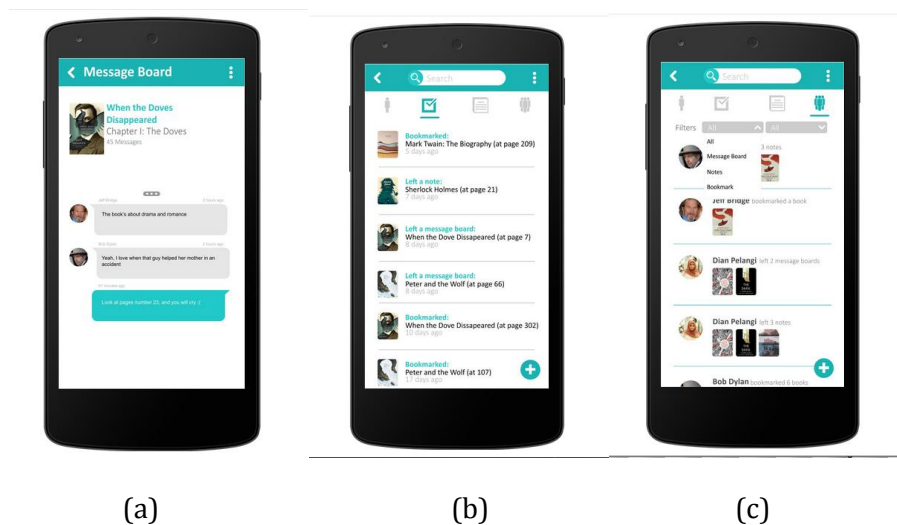 Message Board
When the Doves
Disappeared
Chapter I: The Doves
45 Messages
Jeff Bridge
2 hours ago
The book's about drama and romance
Yeah, I love when that guy helped her mother in an
accident
Look at pages number 23, and you will cry :)
(a)
Search
Bookmarked:
Mark Twain: The Biography (at page 209)
5 days ago
Left a note:
Sherlock Holmes (at page 21)
7 days ago
Left a message board:
When the Dove Dissapeared (at page 7)
8 days ago
Left a message board:
Peter and the Wolf (at page 66)
8 days ago
Bookmarked:
When the Dove Dissapeared (at page 302)
10 days ago
Bookmarked:
Peter and the Wolf (at 107)
17 days ago
(b)
Search
Filters
All
All
All
Message Board
Notes
Bookmark
3 notes
Jeff Bridge bookmarked a book
Dian Pelangi left 2 message boards
Dian Pelangi left 3 notes
Bob Dylan bookmarked 6 books
(c)